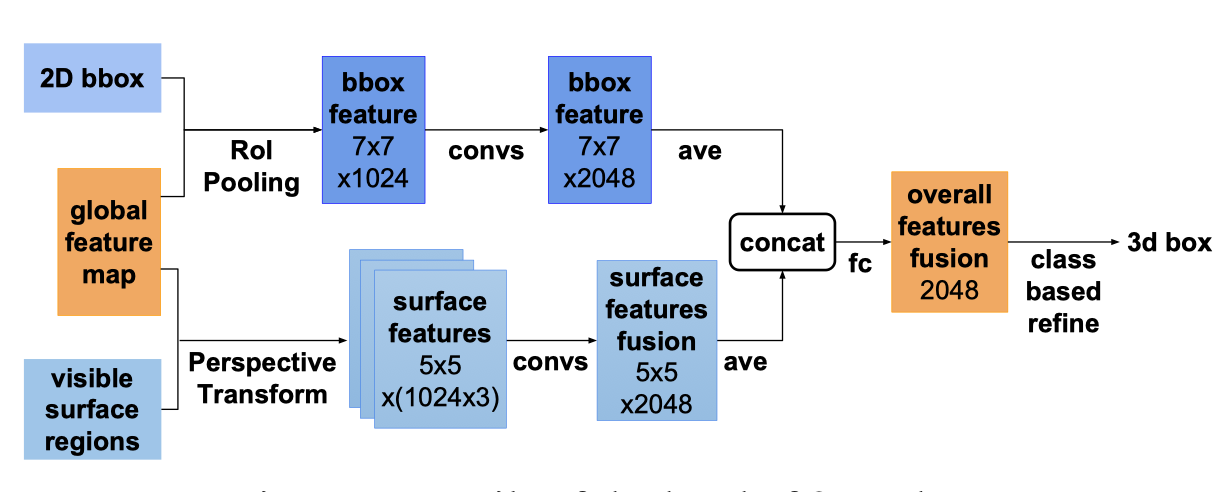 2D bbox
global
feature
map
visible
surface
regions
RoI
Pooling
Perspective
Transform
bbox
feature
7x7
x1024
convs
bbox
feature
7x7
x2048
ave
surface
features
5x5
x(1024x3)
convs
surface
features
fusion
5x5
x2048
ave
concat
fc
overall
features
fusion
2048
class
based
refine
3d box